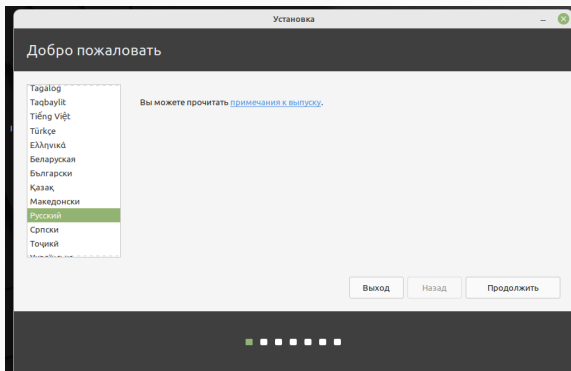 Установка
Добро пожаловать
Tagalog
Taqbaylit
Вы можете прочитать примечания к выпуску.
Tiếng Việt
Türkçe
Ελληνικά
Беларуская
Български
Қазақ
Македонски
Русский
Српски
Тоҷикӣ
Українська
Выход
Назад
Продолжить